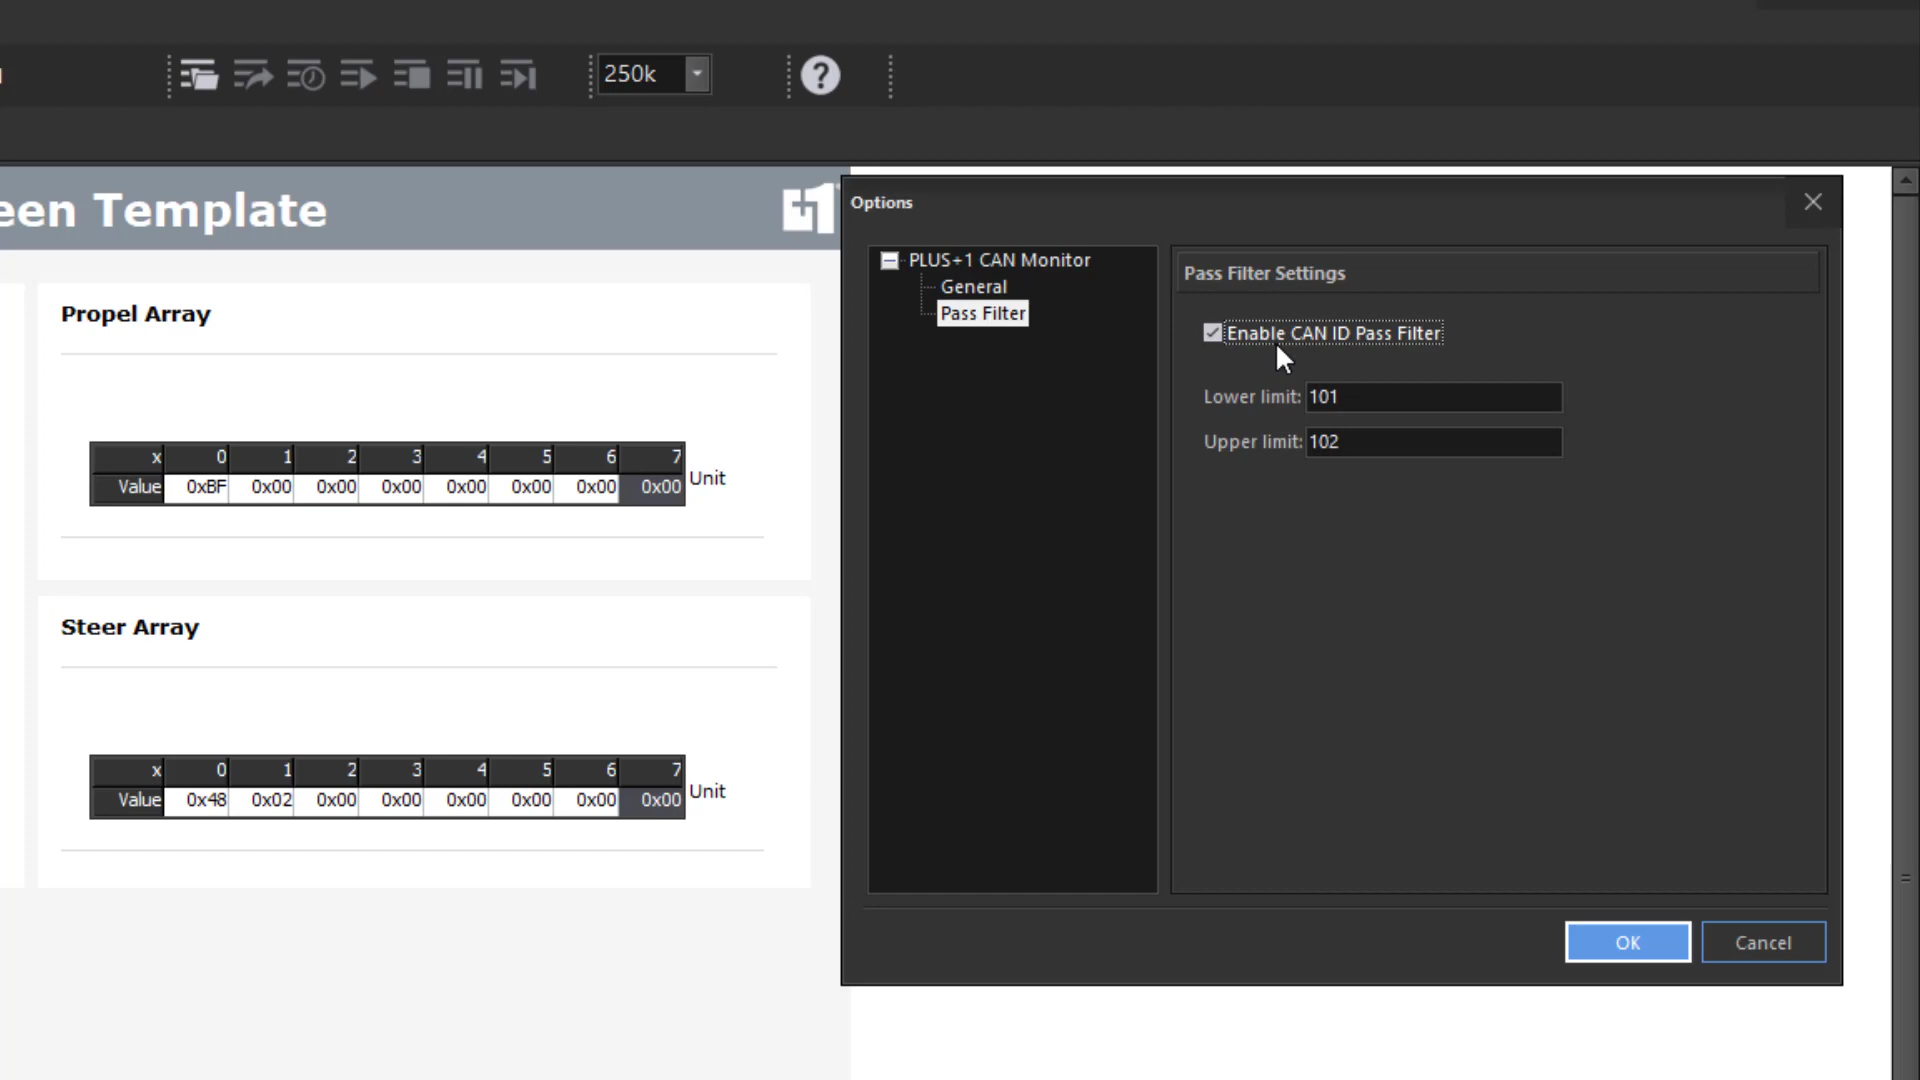 250k
?
een Template
+1
Options
PLUS+1 CAN Monitor
General
Pass Filter
Pass Filter Settings
Enable CAN ID Pass Filter
Lower limit: 101
Upper limit: 102
OK
Cancel
Propel Array
x 0 1 2 3 4 5 6 7
Value 0xBF 0x00 0x00 0x00 0x00 0x00 0x00 0x00
Unit
Steer Array
x 0 1 2 3 4 5 6 7
Value 0x48 0x02 0x00 0x00 0x00 0x00 0x00 0x00
Unit